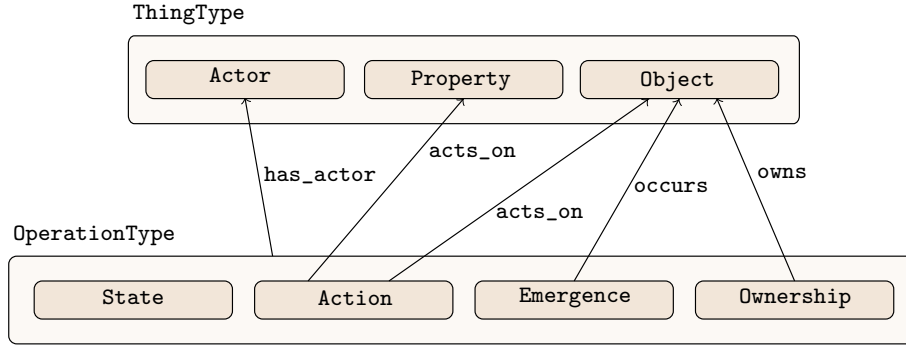 ThingType
Actor
Property
Object
acts_on
has_actor
owns
occurs
acts_on
OperationType
State
Action
Emergence
Ownership